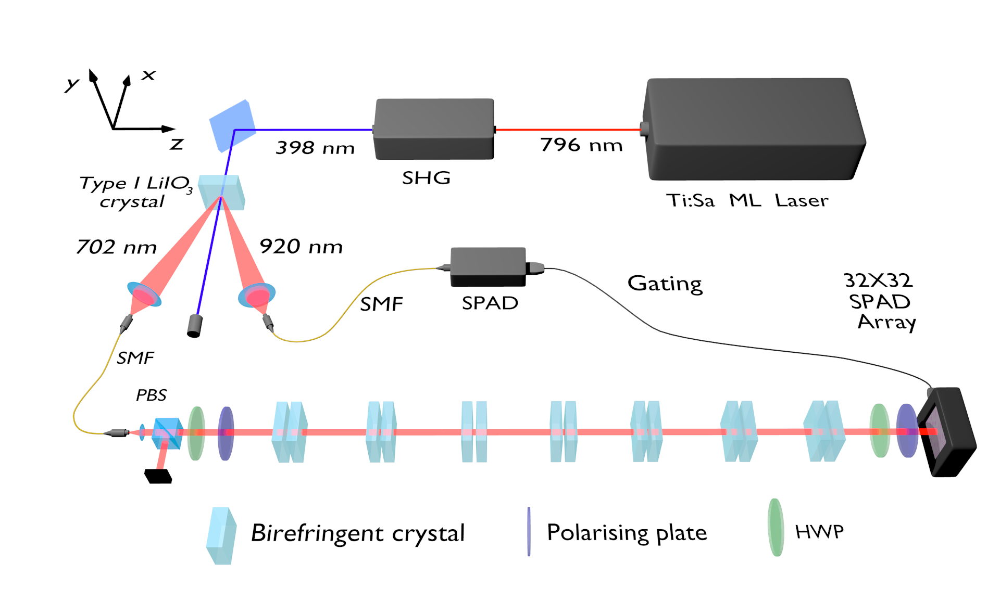 y
x
z
398 nm
796 nm
SHG
Ti:Sa ML Laser
Type I LiIO3
crystal
702 nm
920 nm
SMF
SPAD
Gating
32X32
SPAD
Array
SMF
PBS
Birefringent crystal
Polarising plate
HWP